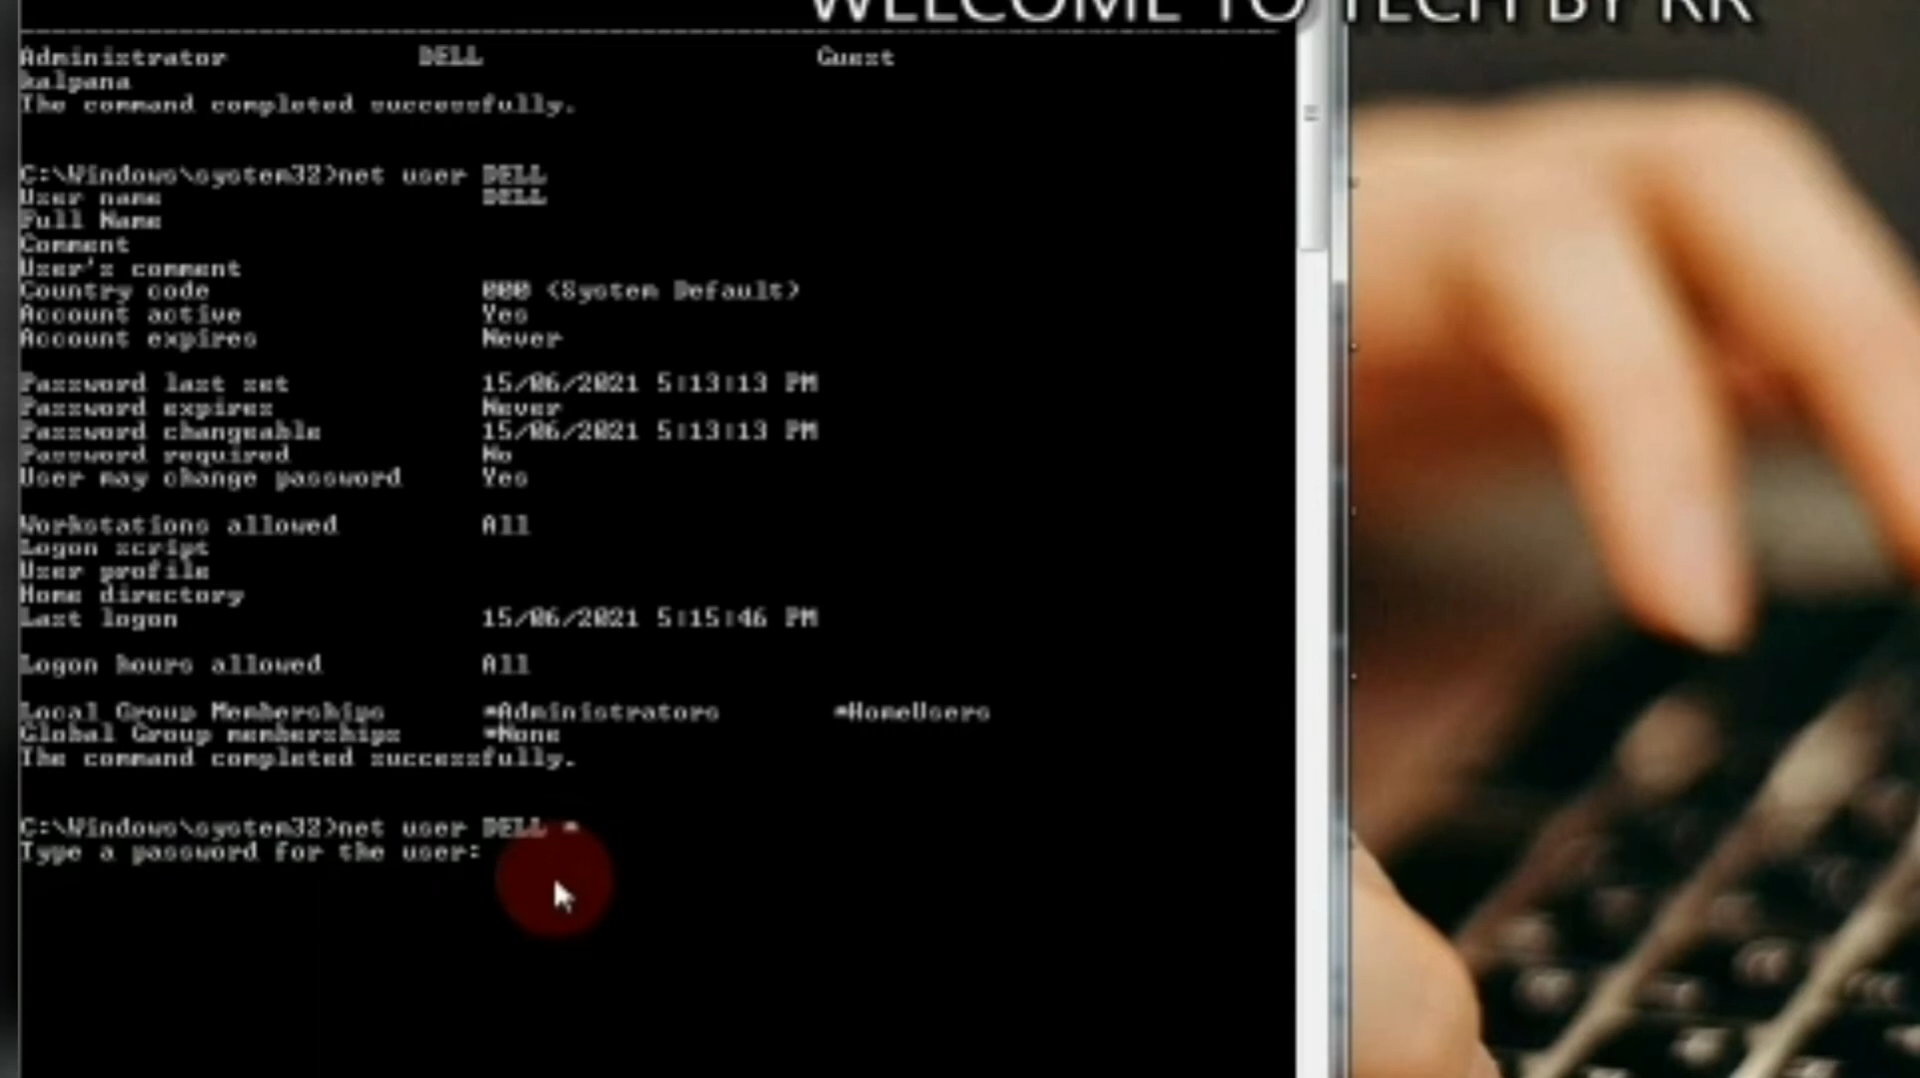 WELCOME TO TECH BY RR
Administrator DELL Guest
kalpana
The command completed successfully.
C:\Windows\system32>net user DELL
User name DELL
Full Name
Comment
User's comment
Country code 000 (System Default)
Account active Yes
Account expires Never
Password last set 15/06/2021 5:13:13 PM
Password expires Never
Password changeable 15/06/2021 5:13:13 PM
Password required No
User may change password Yes
Workstations allowed All
Logon script
User profile
Home directory
Last logon 15/06/2021 5:15:46 PM
Logon hours allowed All
Local Group Memberships *Administrators *HomeUsers
Global Group memberships *None
The command completed successfully.
C:\Windows\system32>net user DELL *
Type a password for the user: